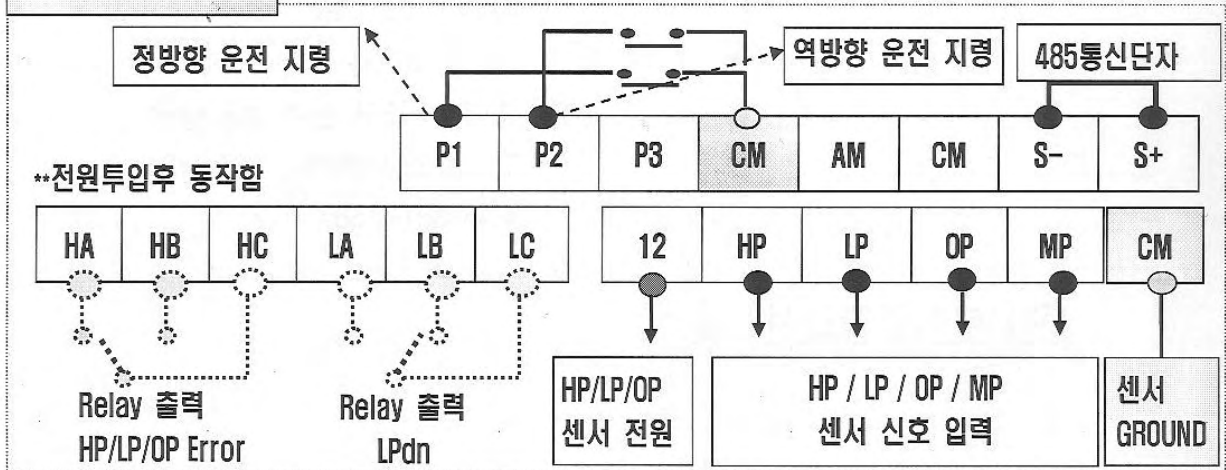 정방향 운전 지령
역방향 운전 지령
485통신단자
P1 P2 P3 CM AM CM S- S+
**전원투입후 동작함
HA HB HC LA LB LC
12 HP LP OP MP CM
Relay 출력
HP/LP/OP Error
Relay 출력
LPdn
HP/LP/OP
센서 전원
HP / LP / OP / MP
센서 신호 입력
센서
GROUND